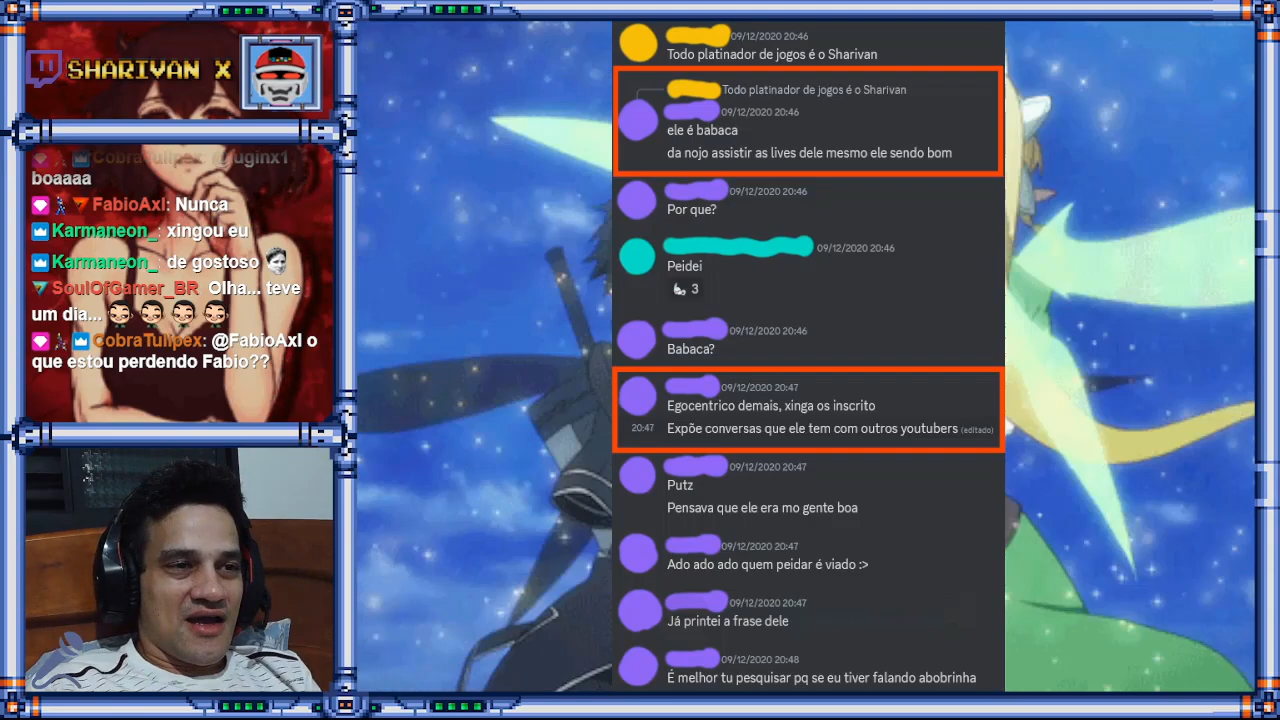 SHARIVAN X
CobraTulipex: @luginx1
boaaaa
FabioAxl: Nunca
Karmaneon_: xingou eu
Karmaneon_: de gostoso
SoulOfGamer_BR Olha... teve
um dia...
CobraTulipex: @FabioAxl o
que estou perdendo Fabio??
09/12/2020 20:46
Todo platinador de jogos é o Sharivan
Todo platinador de jogos é o Sharivan
09/12/2020 20:46
ele é babaca
da nojo assistir as lives dele mesmo ele sendo bom
09/12/2020 20:46
Por que?
09/12/2020 20:46
Peidei
3
09/12/2020 20:46
Babaca?
09/12/2020 20:47
Egocentrico demais, xinga os inscrito
20:47 Expõe conversas que ele tem com outros youtubers (editado)
09/12/2020 20:47
Putz
Pensava que ele era mo gente boa
09/12/2020 20:47
Ado ado ado quem peidar é viado :>
09/12/2020 20:47
Já printei a frase dele
09/12/2020 20:48
É melhor tu pesquisar pq se eu tiver falando abobrinha